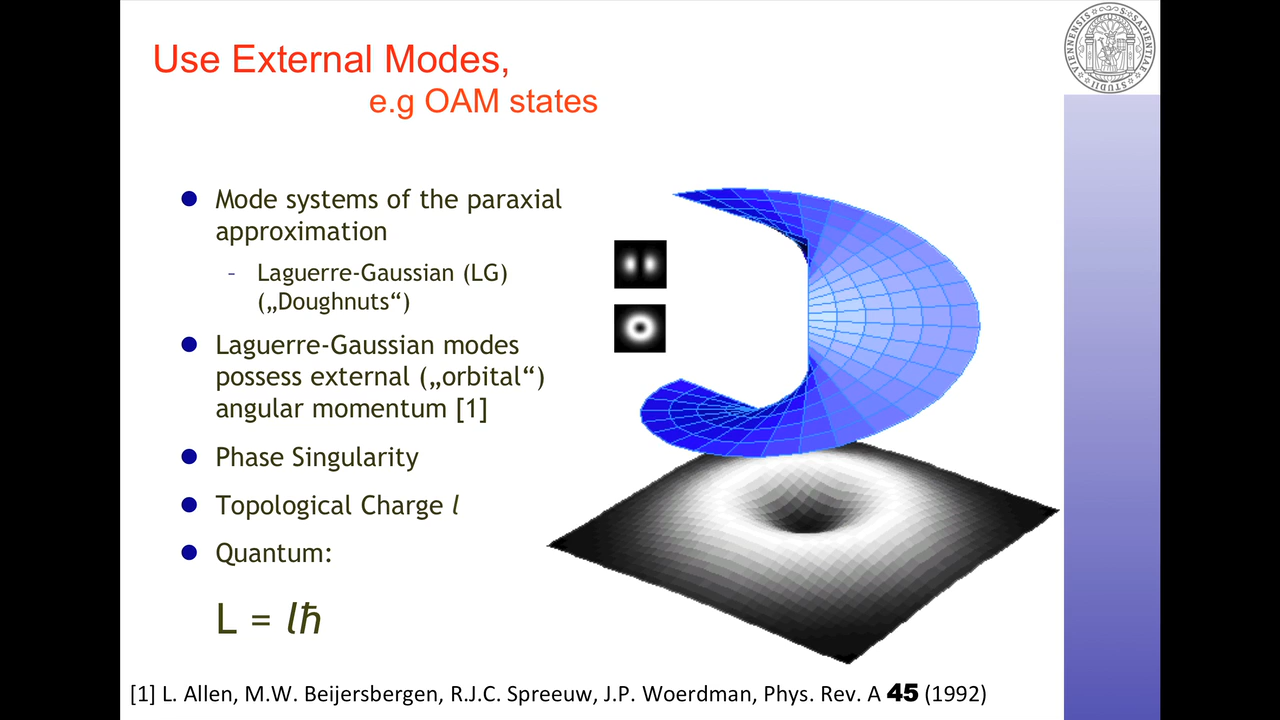 Use External Modes,
e.g OAM states
Mode systems of the paraxial
approximation
- Laguerre-Gaussian (LG)
(„Doughnuts“)
Laguerre-Gaussian modes
possess external („orbital“)
angular momentum [1]
Phase Singularity
Topological Charge l
Quantum:
L = lħ
[1] L. Allen, M.W. Beijersbergen, R.J.C. Spreeuw, J.P. Woerdman, Phys. Rev. A 45 (1992)